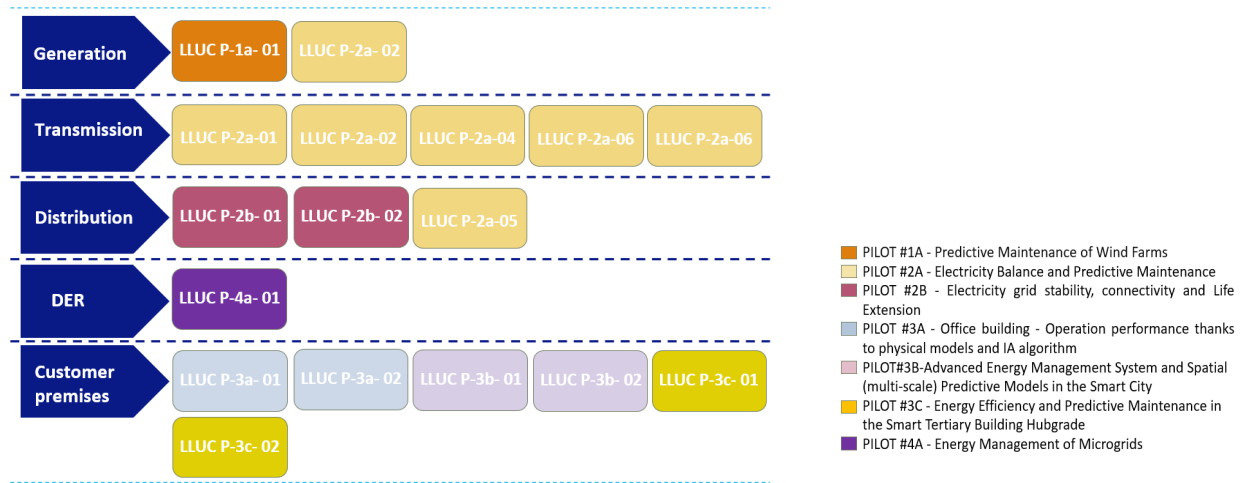 Generation
LLUC P-1a- 01
LLUC P-2a- 02
Transmission
LLUC P-2a-01
LLUC P-2a-02
LLUC P-2a-04
LLUC P-2a-06
LLUC P-2a-06
Distribution
LLUC P-2b- 01
LLUC P-2b- 02
LLUC P-2a-05
DER
LLUC P-4a- 01
Customer
premises
LLUC P-3a- 01
LLUC P-3a- 02
LLUC P-3b- 01
LLUC P-3b- 02
LLUC P-3c- 01
LLUC P-3c- 02
PILOT #1A - Predictive Maintenance of Wind Farms
PILOT #2A - Electricity Balance and Predictive Maintenance
PILOT #2B - Electricity grid stability, connectivity and Life
Extension
PILOT #3A - Office building - Operation performance thanks
to physical models and IA algorithm
PILOT#3B-Advanced Energy Management System and Spatial
(multi-scale) Predictive Models in the Smart City
PILOT #3C - Energy Efficiency and Predictive Maintenance in
the Smart Tertiary Building Hubgrade
PILOT #4A - Energy Management of Microgrids